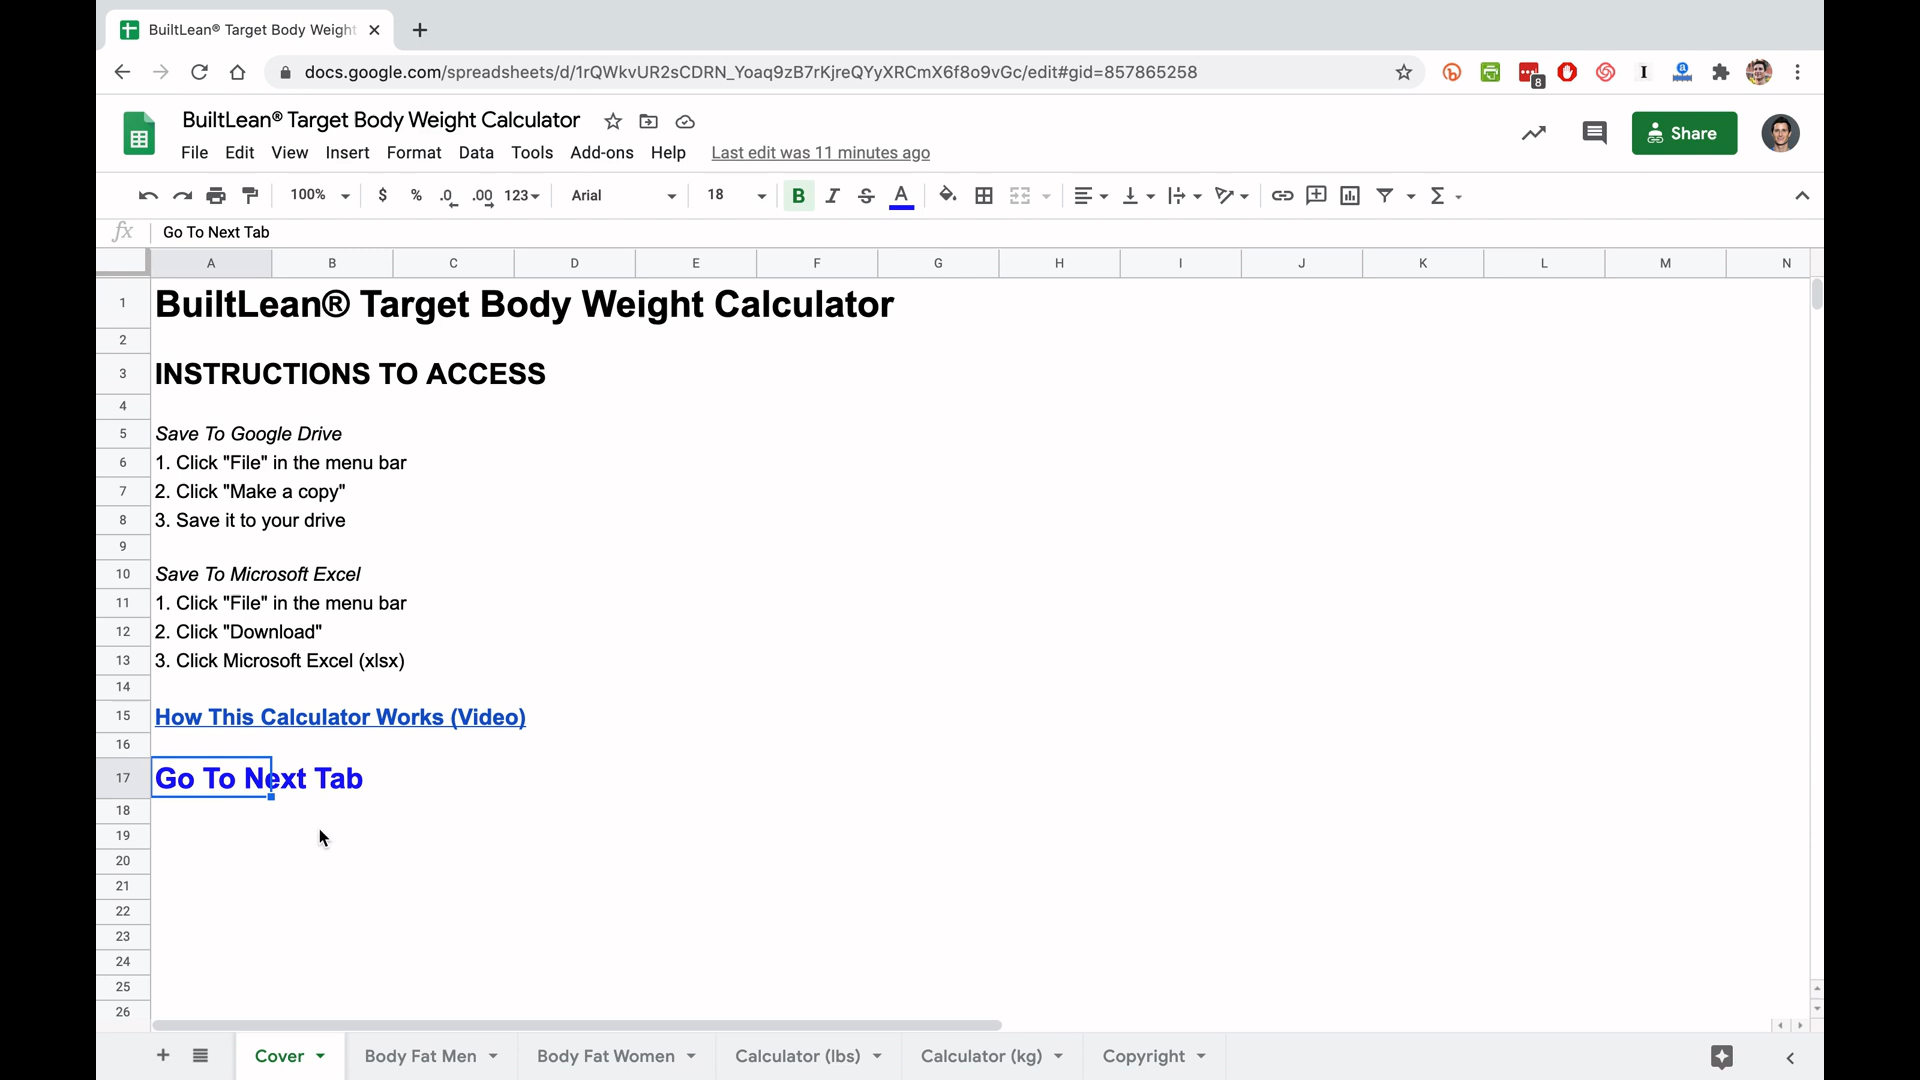 BuiltLean® Target Body Weight
docs.google.com/spreadsheets/d/1rQWkvUR2sCDRN_Yoaq9zB7rKjreQYyXRCmX6f8o9vGc/edit#gid=857865258
8
BuiltLean® Target Body Weight Calculator
File Edit View Insert Format Data Tools Add-ons Help Last edit was 11 minutes ago
Share
100% $ % .0 .00 123 Arial 18 B I S A
fx Go To Next Tab
A B C D E F G H I J K L M N
1 BuiltLean® Target Body Weight Calculator
2
3 INSTRUCTIONS TO ACCESS
4
5 Save To Google Drive
6 1. Click "File" in the menu bar
7 2. Click "Make a copy"
8 3. Save it to your drive
9
10 Save To Microsoft Excel
11 1. Click "File" in the menu bar
12 2. Click "Download"
13 3. Click Microsoft Excel (xlsx)
14
15 How This Calculator Works (Video)
16
17 Go To Next Tab
18
19
20
21
22
23
24
25
26
Cover Body Fat Men Body Fat Women Calculator (lbs) Calculator (kg) Copyright